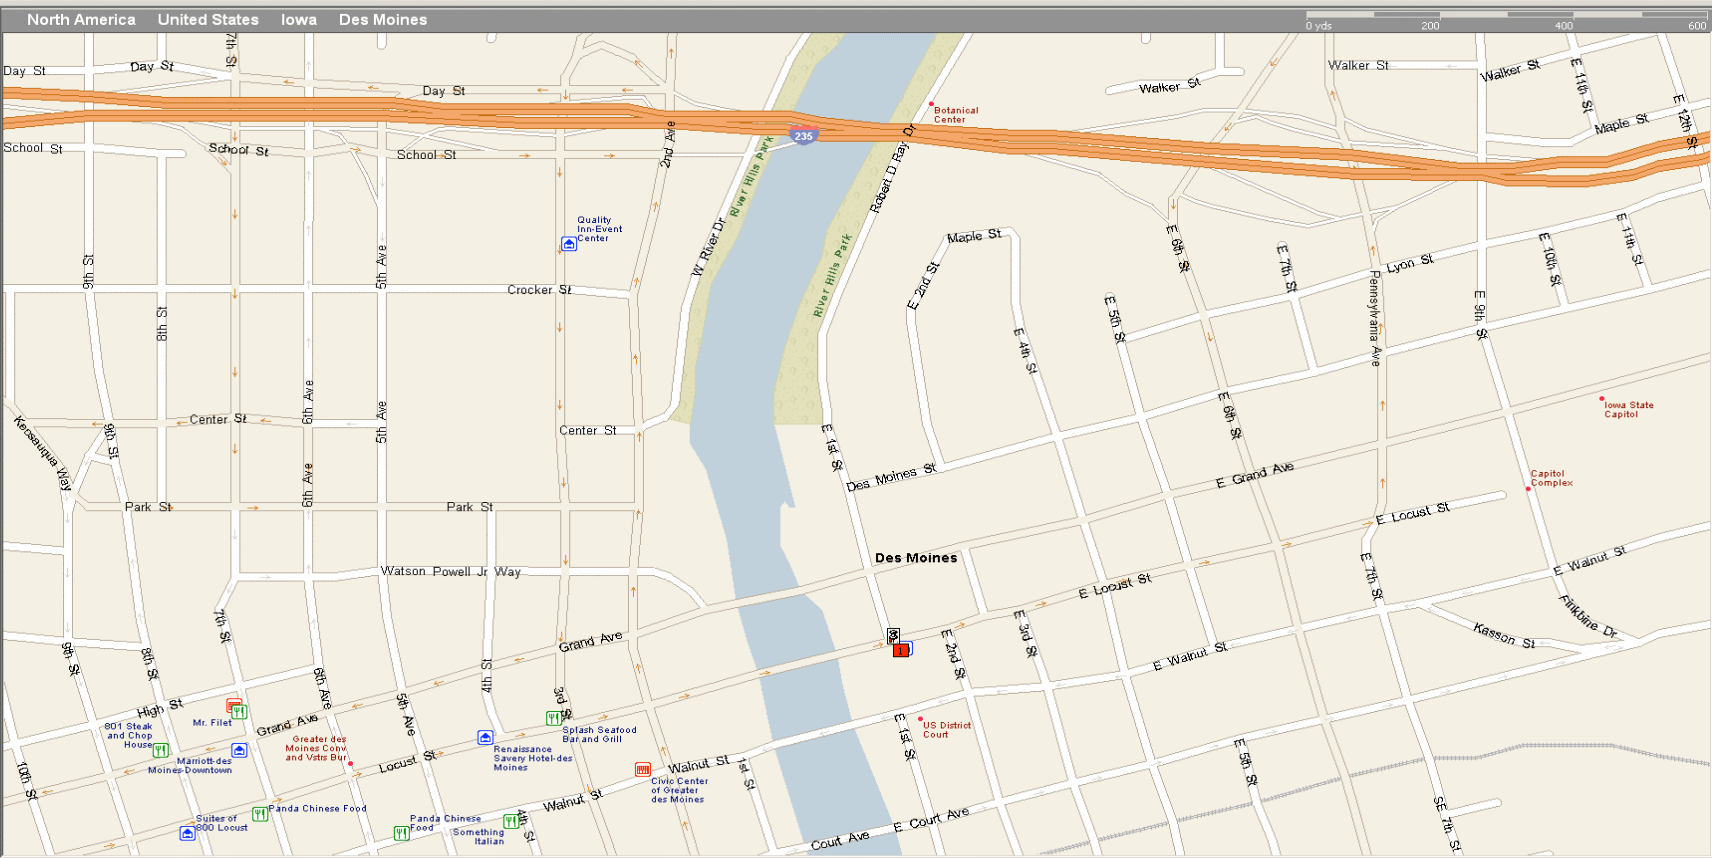 North America United States Iowa Des Moines
0 yds 200 400 600
7th St
Day St
Day St
Day St
Walker St
Walker St
Walker St
E 11th St
E 12th St
Botanical
Center
Maple St
235
2nd Ave
School St
School St
School St
River Hills Park
Robert D Ray Dr
Quality
Inn-Event
Center
W River Dr
Maple St
E 6th St
E 7th St
E 11th St
E 10th St
Lyon St
9th St
5th Ave
River Hills Park
E 2nd St
Crocker St
8th St
Pennsylvania Ave
E 5th St
E 9th St
E 4th St
6th Ave
5th Ave
E 6th St
Iowa State
Capitol
Center St
Center St
Keosauqua Way
9th St
E 1st St
6th Ave
Des Moines St
E Grand Ave
Capitol
Complex
Park St
Park St
E Locust St
Des Moines
Watson Powell Jr Way
E 7th St
E Walnut St
E Locust St
Finkbine Dr
7th St
Grand Ave
1
E 2nd St
E 3rd St
Kasson St
E Walnut St
9th St
8th St
6th Ave
4th St
3rd St
5th Ave
High St
Mr. Filet
Grand Ave
801 Steak
and Chop
House
Greater des
Moines Conv
and Vstrs Bur
Splash Seafood
Bar and Grill
E 1st St
US District
Court
Marriott-des
Moines-Downtown
Locust St
Renaissance
Savery Hotel-des
Moines
Walnut St
1st St
E 5th St
10th St
Civic Center
of Greater
des Moines
Walnut St
Panda Chinese Food
Suites of
800 Locust
Panda Chinese
Food
Something
Italian
4th St
Court Ave
E Court Ave
SE 7th St